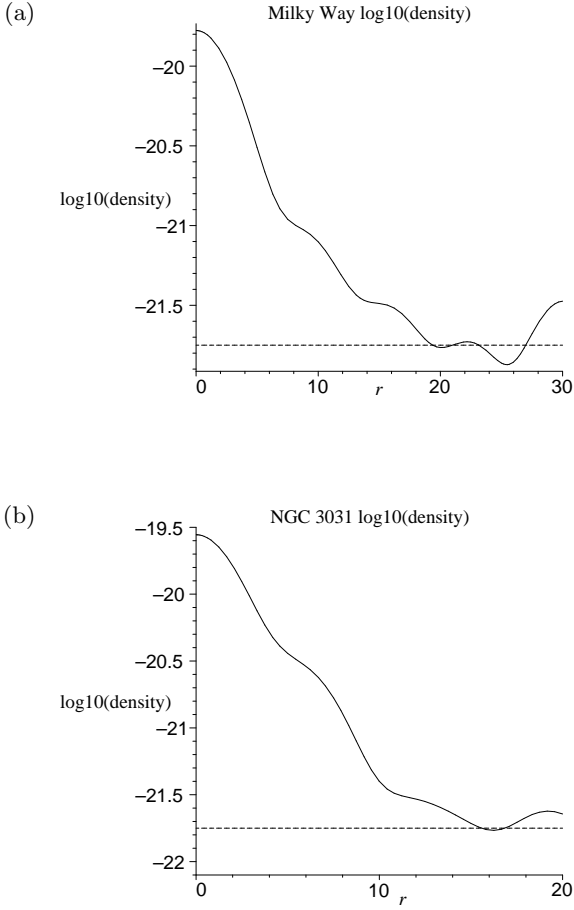 (a)
Milky Way log10(density)
–20
–20.5
log10(density)
–21
–21.5
0 10 20 30
r
(b)
NGC 3031 log10(density)
–19.5
–20
–20.5
log10(density)
–21
–21.5
–22
0 10 20
r